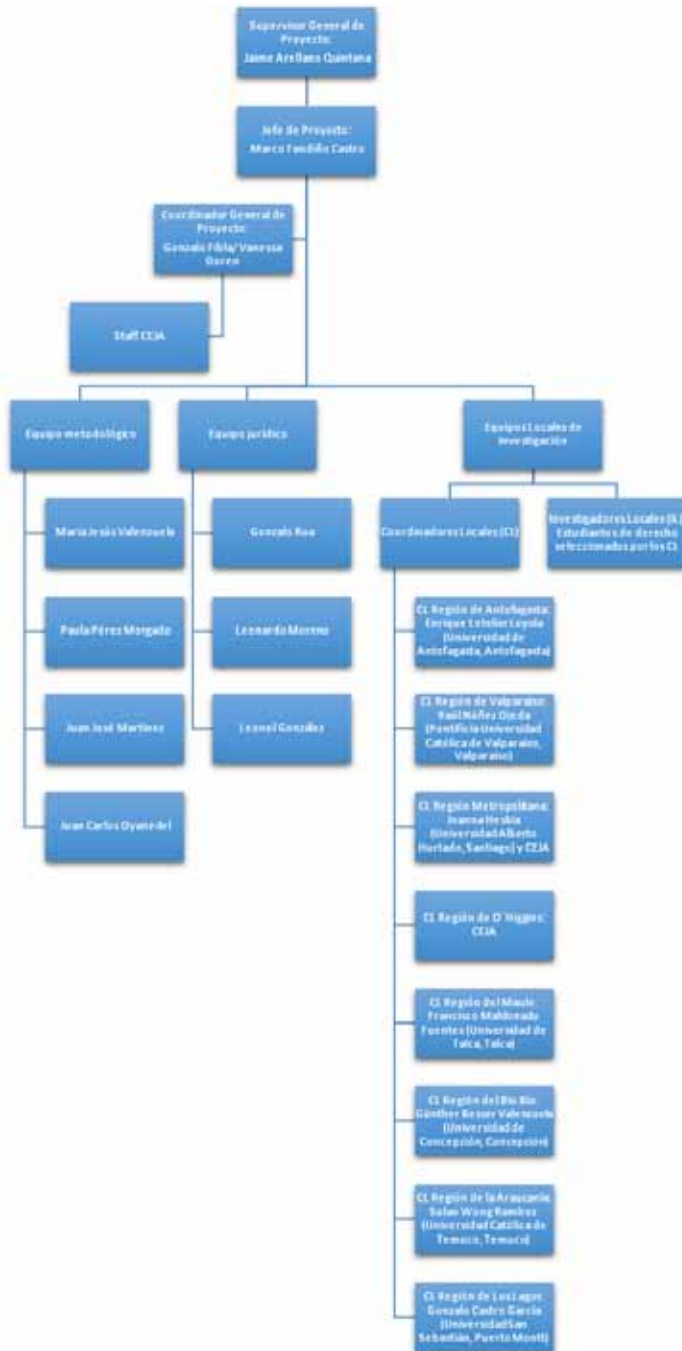 Supervisor General de
Proyecto:
Jaime Arellano Quintana
Jefe de Proyecto:
Marco Fandiño Castro
Coordinador General de
Proyecto:
Gonzalo Fibla/ Vanessa
Staff CEJA
Equipo metodológico
Equipo jurídico
Equipos Locales de
Investigación
María Jesús Valenzuela
Paula Pérez Morgado
Juan José Martínez
Juan Carlos Oyanedel
Gonzalo Rua
Leonardo Moreno
Leonel González
Coordinadores Locales (CL)
Investigadores Locales (IL)
Estudiantes de derecho
seleccionados por los CL
CL Región de Antofagasta:
Enrique Letelier Loyola
(Universidad de
Antofagasta, Antofagasta)
CL Región de Valparaíso:
Raúl Núñez Ojeda
(Pontificia Universidad
Católica de Valparaíso,
Valparaíso)
CL Región Metropolitana:
Joanna Heskia
(Universidad Alberto
Hurtado, Santiago) y CEJA
CL Región de O´Higgins:
CEJA
CL Región del Maule:
Francisco Maldonado
Fuentes (Universidad de
Talca, Talca)
CL Región del Bío Bío:
Günther Besser Valenzuela
(Universidad de
Concepción, Concepción)
CL Región de la Araucanía:
Wong Ramírez
(Universidad Católica de
Temuco, Temuco)
CL Región de Los Lagos:
Gonzalo Castro García
(Universidad San
Sebastián, Puerto Montt)